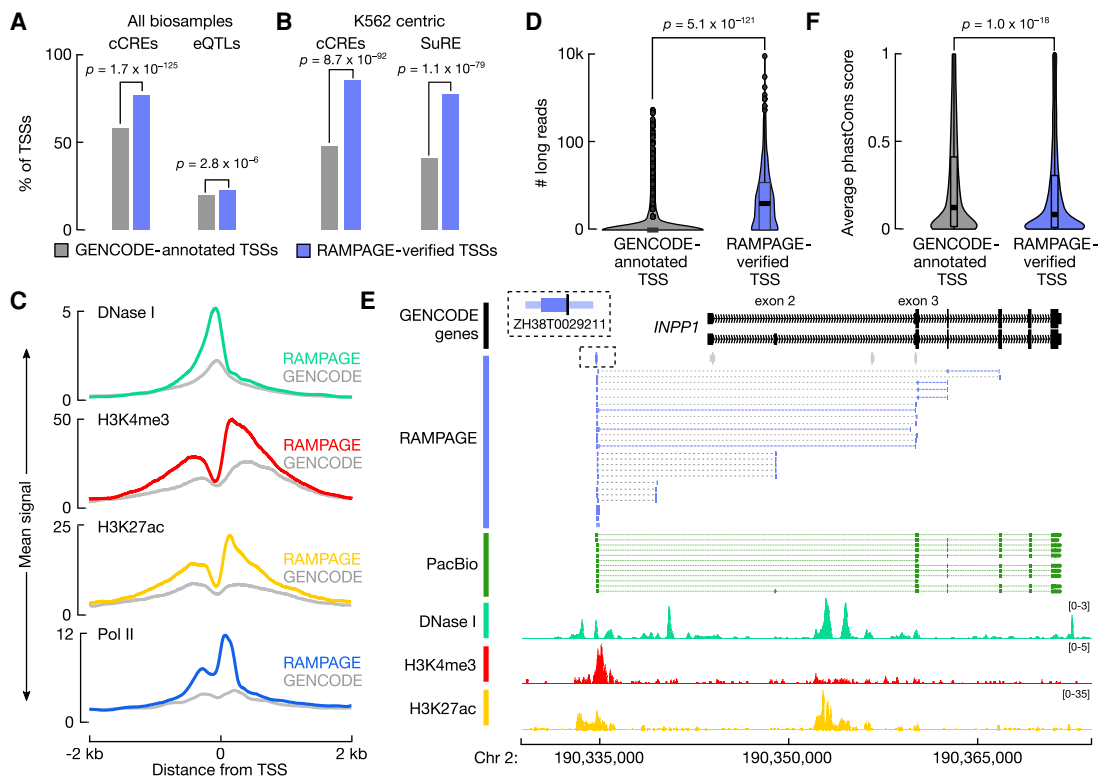 A
All biosamples
cCREs
eQTLs
p = 1.7 x 10⁻¹²⁵
p = 2.8 x 10⁻⁶
% of TSSs
100
50
0
B
K562 centric
cCREs
SuRE
p = 8.7 x 10⁻⁹²
p = 1.1 x 10⁻⁷⁹
GENCODE-annotated TSSs
RAMPAGE-verified TSSs
D
p = 5.1 x 10⁻¹²¹
# long reads
10k
100
0
GENCODE-
annotated
TSS
RAMPAGE-
verified
TSS
F
p = 1.0 x 10⁻¹⁸
Average phastCons score
1
0
GENCODE-
annotated
TSS
RAMPAGE-
verified
TSS
C
Mean signal
DNase I
5
0
RAMPAGE
GENCODE
H3K4me3
50
0
RAMPAGE
GENCODE
H3K27ac
25
0
RAMPAGE
GENCODE
Pol II
12
0
RAMPAGE
GENCODE
-2 kb
0
2 kb
Distance from TSS
E
GENCODE
genes
ZH38T0029211
INPP1
exon 2
exon 3
RAMPAGE
PacBio
DNase I
[0-3]
H3K4me3
[0-5]
H3K27ac
[0-35]
Chr 2:
190,335,000
190,350,000
190,365,000